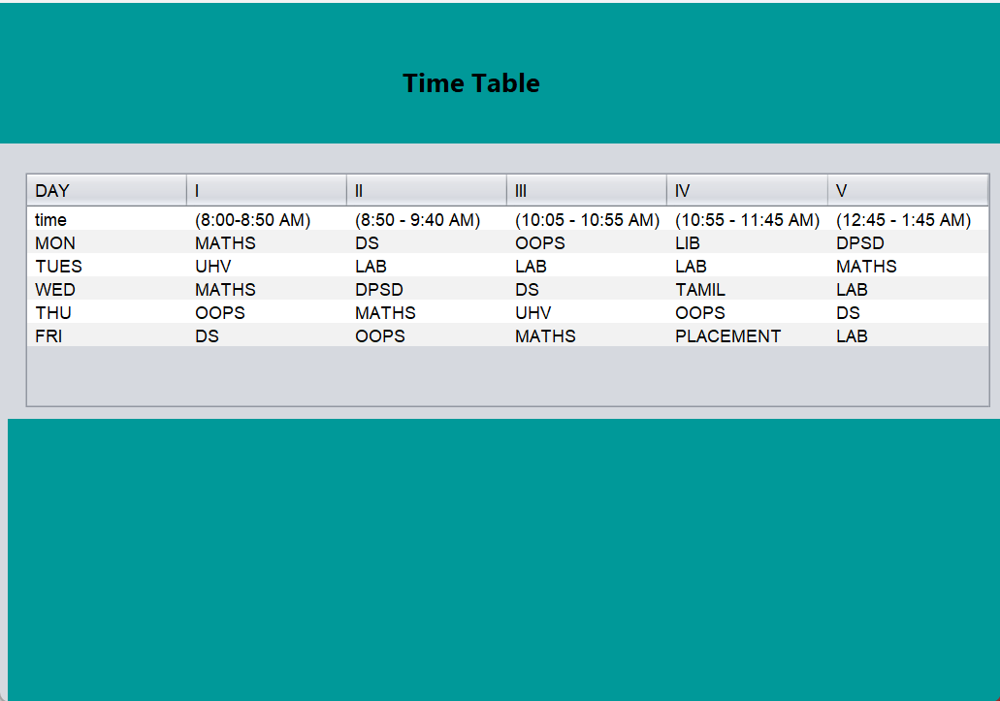 Time Table
DAY I II III IV V
time (8:00-8:50 AM) (8:50 - 9:40 AM) (10:05 - 10:55 AM) (10:55 - 11:45 AM) (12:45 - 1:45 AM)
MON MATHS DS OOPS LIB DPSD
TUES UHV LAB LAB LAB MATHS
WED MATHS DPSD DS TAMIL LAB
THU OOPS MATHS UHV OOPS DS
FRI DS OOPS MATHS PLACEMENT LAB